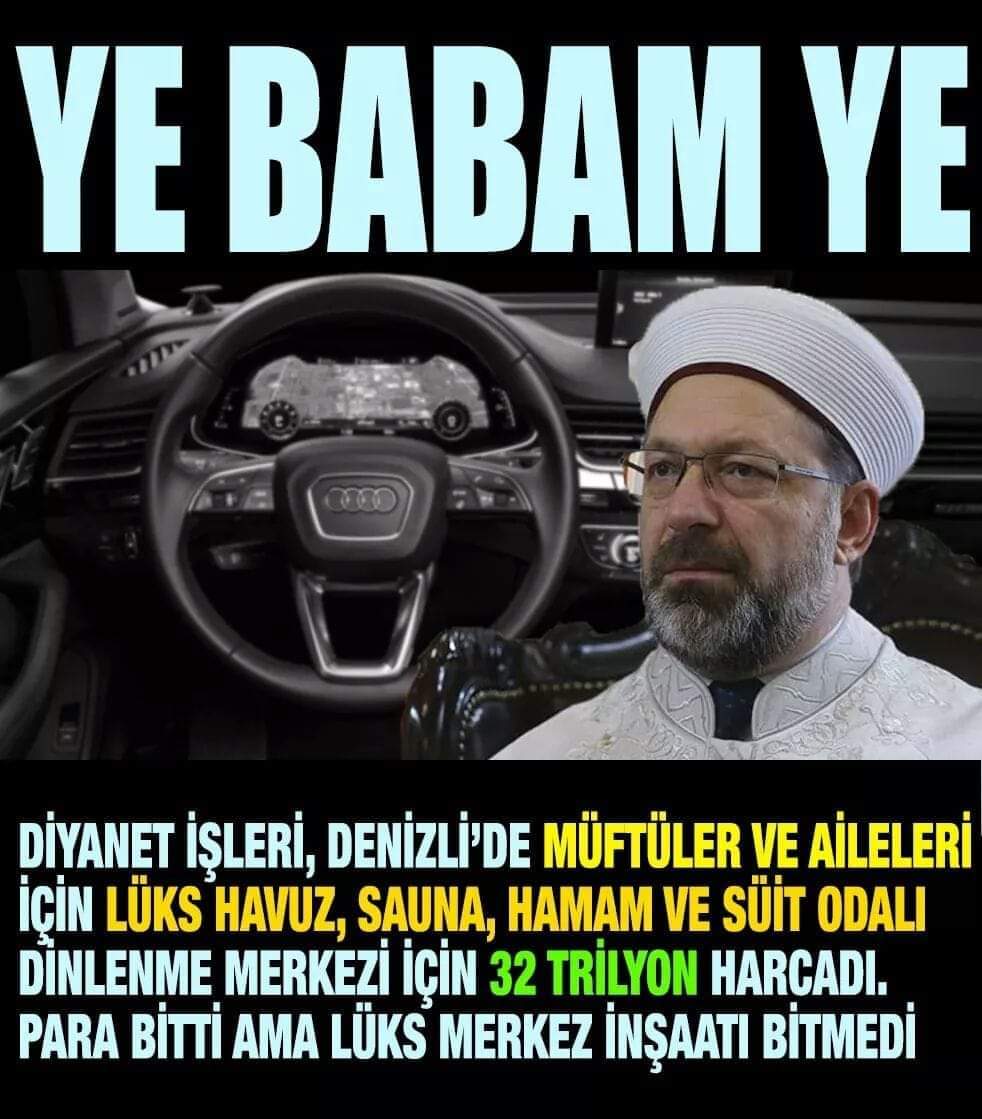 YE BABAM YE
DİYANET İŞLERİ, DENİZLİ'DE MÜFTÜLER VE AİLELERİ
İÇİN LÜKS HAVUZ, SAUNA, HAMAM VE SÜİT ODALI
DİNLENME MERKEZİ İÇİN 32 TRİLYON HARCADI.
PARA BİTTİ AMA LÜKS MERKEZ İNŞAATI BİTMEDİ